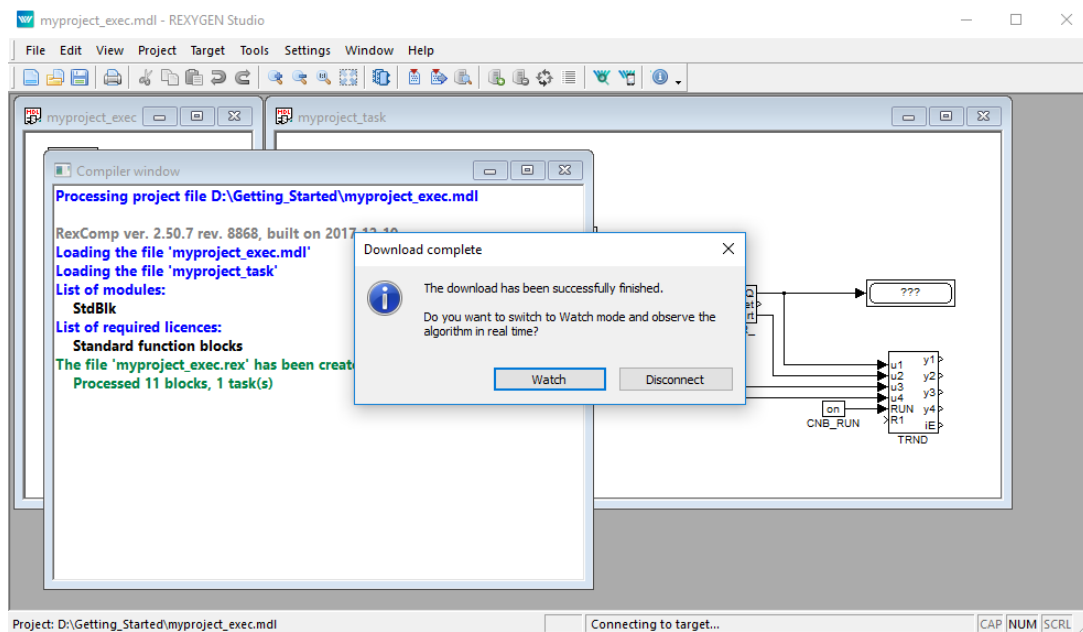 myproject_exec.mdl - REXYGEN Studio
File Edit View Project Target Tools Settings Window Help
myproject_exec
myproject_task
Compiler window
Processing project file D:\Getting_Started\myproject_exec.mdl
RexComp ver. 2.50.7 rev. 8868, built on 2017-12-19
Loading the file 'myproject_exec.mdl'
Loading the file 'myproject_task'
List of modules:
StdBlk
List of required licences:
Standard function blocks
The file 'myproject_exec.rex' has been
Processed 11 blocks, 1 task(s)
Download complete
The download has been successfully finished.
Do you want to switch to Watch mode and observe the
algorithm in real time?
Watch Disconnect
Q
et
rt
???
u1 y1
u2 y2
u3 y3
u4
RUN y4
R1 iE
TRND
on
CNB_RUN
Project: D:\Getting_Started\myproject_exec.mdl
Connecting to target...
CAP NUM SCRL